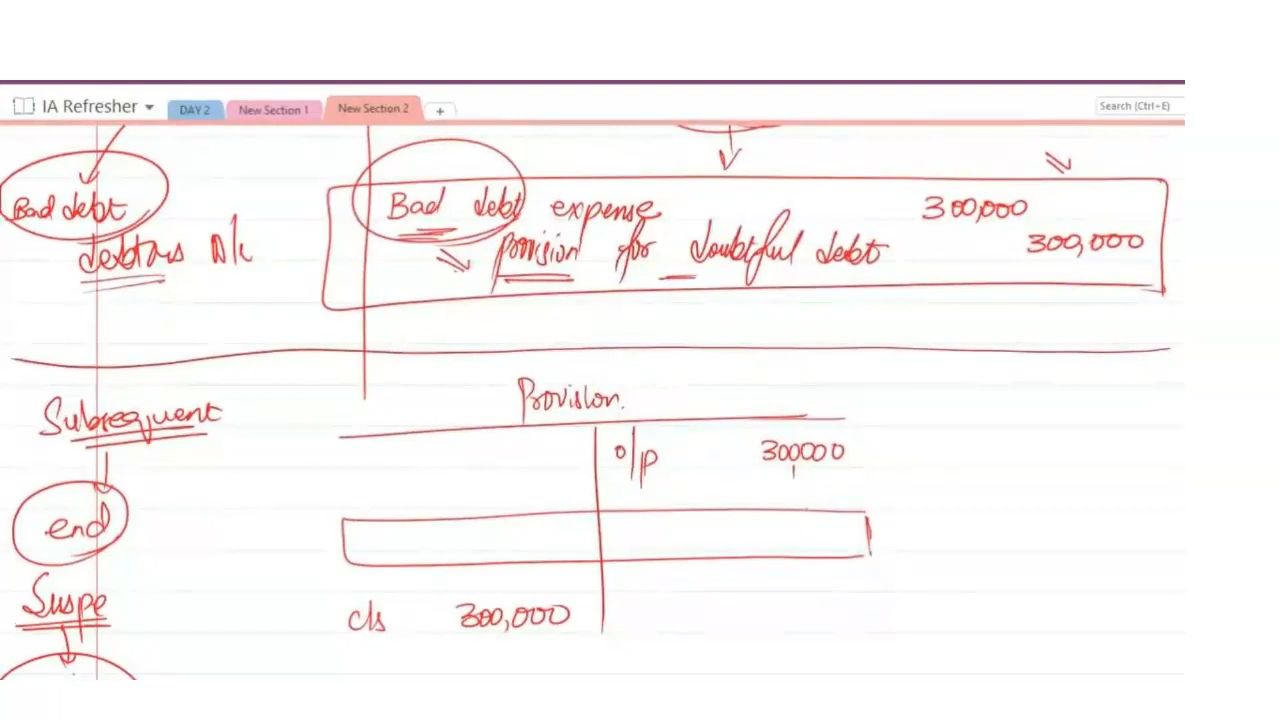 IA Refresher DAY 2 New Section 1 New Section 2 + Search (Ctrl+E)
Bad debt
debtors A/c
Bad debt expense 300,000
provision for doubtful debt 300,000
Subsequent
Provision.
o/p 300000
end
Suspe
c/s 300,000